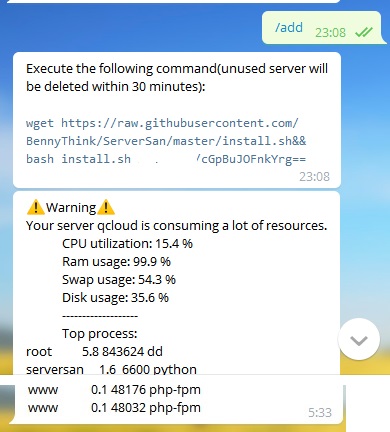 /add 23:08
Execute the following command(unused server will
be deleted within 30 minutes):
wget https://raw.githubusercontent.com/
BennyThink/ServerSan/master/install.sh&&
bash install.sh . /cGpBuJOFnkYrg==
23:08
⚠Warning⚠
Your server qcloud is consuming a lot of resources.
CPU utilization: 15.4 %
Ram usage: 99.9 %
Swap usage: 54.3 %
Disk usage: 35.6 %
-------------------
Top process:
root 5.8 843624 dd
serversan 1.6 6600 python
www 0.1 48176 php-fpm
www 0.1 48032 php-fpm
5:33